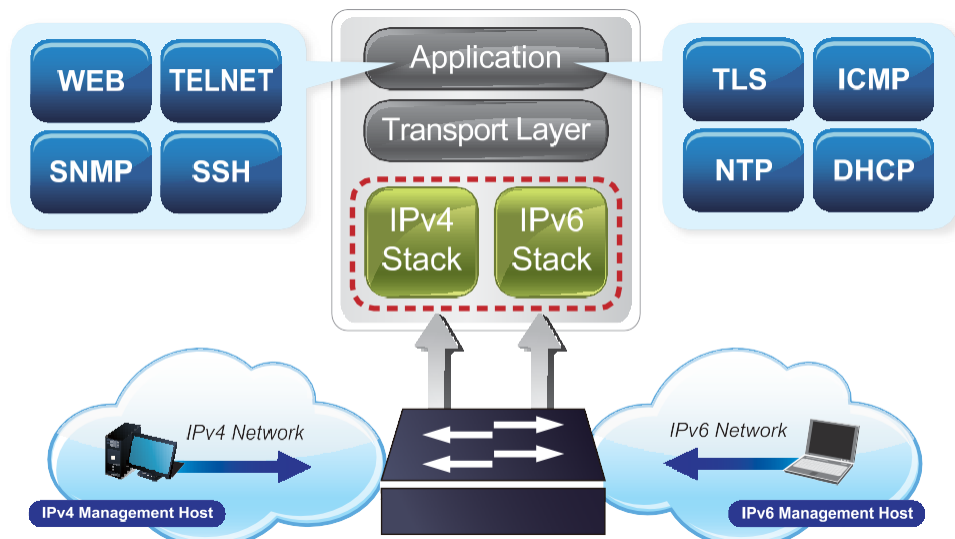 WEB
TELNET
SNMP
SSH
Application
Transport Layer
IPv4
Stack
IPv6
Stack
TLS
ICMP
NTP
DHCP
IPv4 Network
IPv4 Management Host
IPv6 Network
IPv6 Management Host